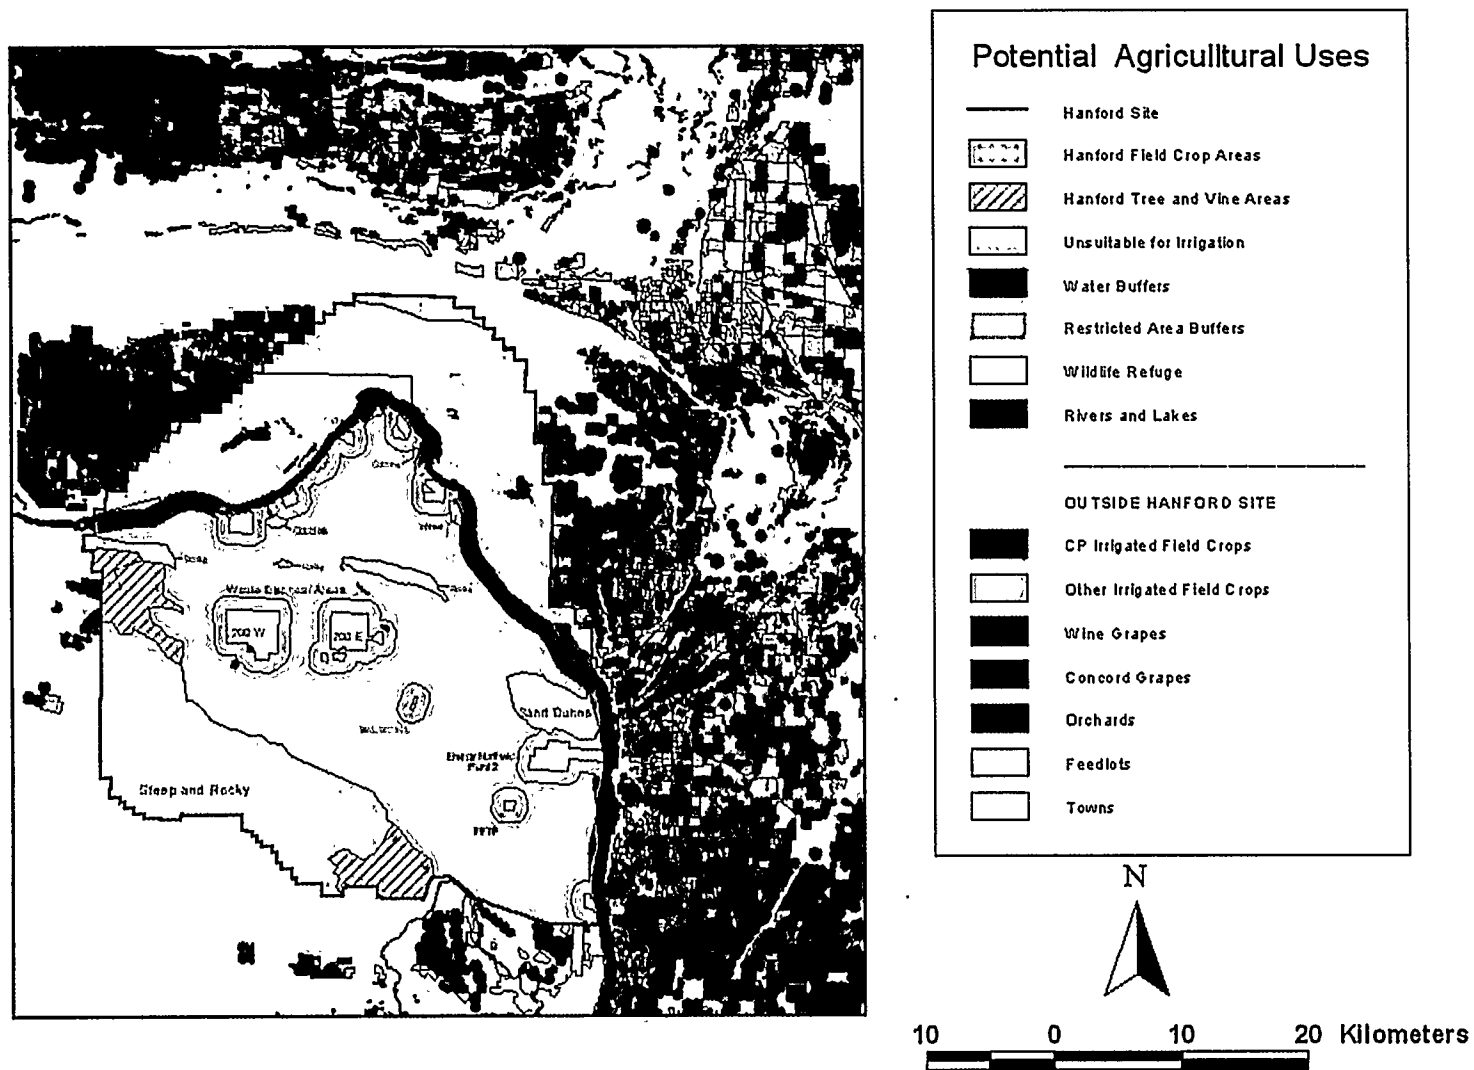 Potential Agricultural Uses
Hanford Site
Hanford Field Crop Areas
Hanford Tree and Vine Areas
Unsuitable for Irrigation
Water Buffers
Restricted Area Buffers
Wildlife Refuge
Rivers and Lakes
OUTSIDE HANFORD SITE
CP Irrigated Field Crops
Other Irrigated Field Crops
Wine Grapes
Concord Grapes
Orchards
Feedlots
Towns
200 W
200 E
Sand Dunes
Steep and Rocky
N
10 0 10 20 Kilometers